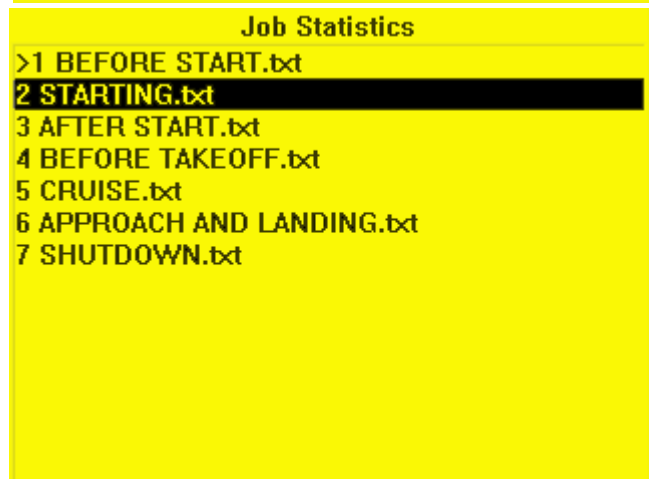 Job Statistics
>1 BEFORE START.txt
2 STARTING.txt
3 AFTER START.txt
4 BEFORE TAKEOFF.txt
5 CRUISE.txt
6 APPROACH AND LANDING.txt
7 SHUTDOWN.txt